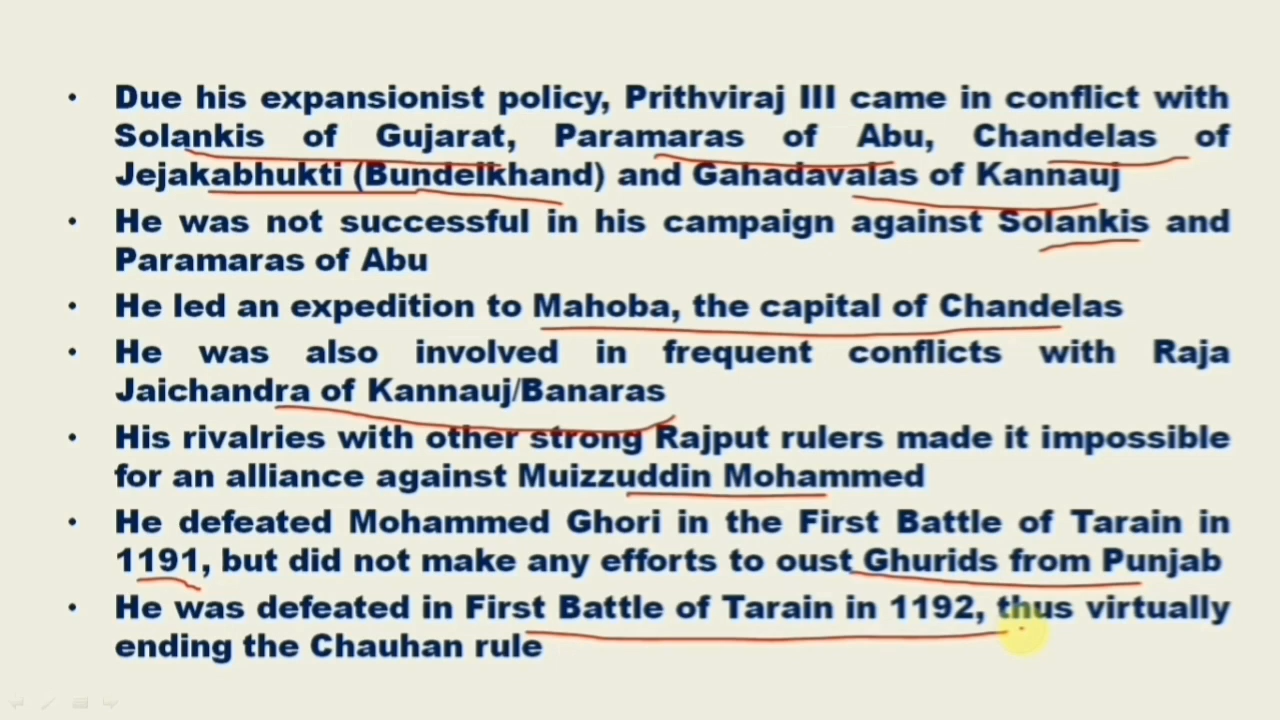 • Due his expansionist policy, Prithviraj III came in conflict with
Solankis of Gujarat, Paramaras of Abu, Chandelas of
Jejakabhukti (Bundelkhand) and Gahadavalas of Kannauj
• He was not successful in his campaign against Solankis and
Paramaras of Abu
• He led an expedition to Mahoba, the capital of Chandelas
• He was also involved in frequent conflicts with Raja
Jaichandra of Kannauj/Banaras
• His rivalries with other strong Rajput rulers made it impossible
for an alliance against Muizzuddin Mohammed
• He defeated Mohammed Ghori in the First Battle of Tarain in
1191, but did not make any efforts to oust Ghurids from Punjab
• He was defeated in First Battle of Tarain in 1192, thus virtually
ending the Chauhan rule